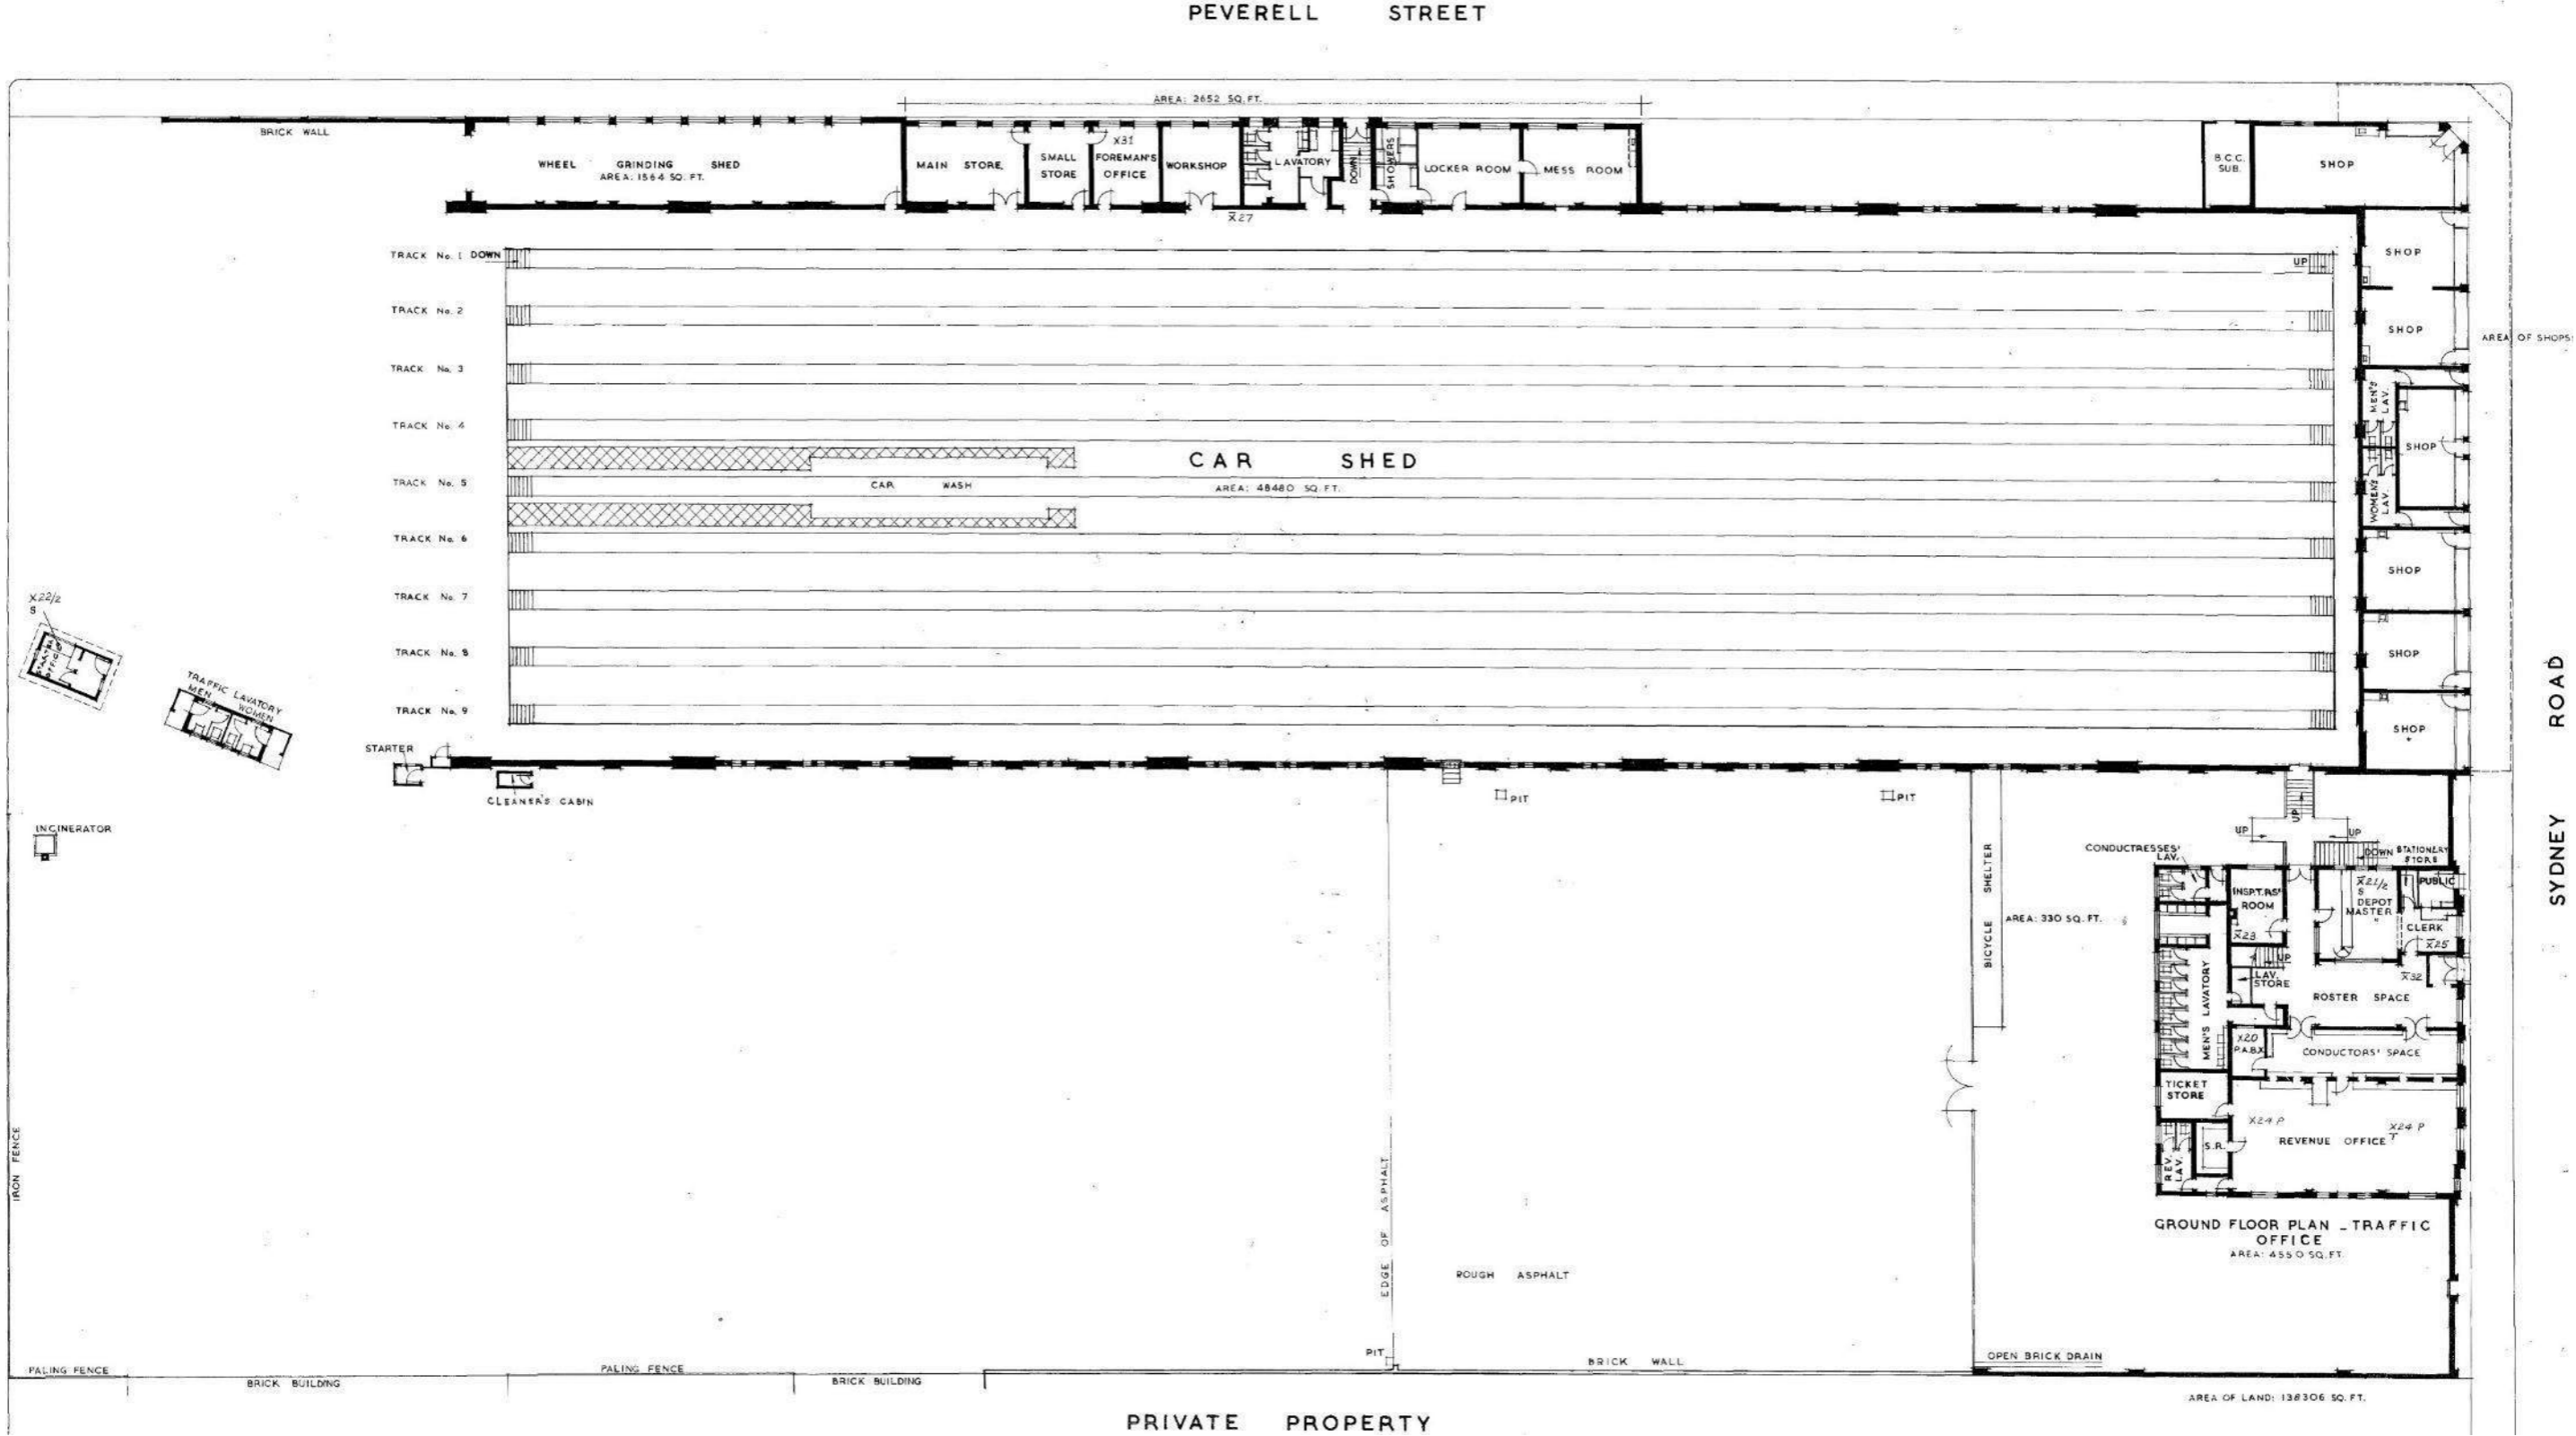 PEVERELL STREET
AREA: 2652 SQ.FT.
BRICK WALL
WHEEL GRINDING SHED
AREA: 1564 SQ. FT.
MAIN STORE
SMALL
STORE
X31
FOREMAN'S
OFFICE
WORKSHOP
LAVATORY
DOWN
SHOWERS
LOCKER ROOM
MESS ROOM
X27
B.C.C.
SUB.
SHOP
TRACK No. 1 DOWN
UP
SHOP
TRACK No. 2
SHOP
AREA OF SHOPS:
TRACK No. 3
MEN'S
LAV.
TRACK No. 4
SHOP
CAR SHED
AREA: 48480 SQ.FT.
TRACK No. 5
CAR WASH
WOMEN'S
LAV.
TRACK No. 6
SHOP
TRACK No. 7
X22/2
S
STARTER
OFFICE
TRACK No. 8
SHOP
TRAFFIC LAVATORY
MEN
WOMEN
TRACK No. 9
SHOP
SYDNEY ROAD
STARTER
CLEANER'S CABIN
PIT
PIT
INCINERATOR
UP
UP
UP
DOWN
STATIONERY
STORE
CONDUCTRESSES'
LAV.
BICYCLE SHELTER
AREA: 330 SQ. FT.
INSPT.RS'
ROOM
X23
X21/2
S
DEPOT
MASTER
PUBLIC
CLERK
X25
UP
LAV.
STORE
X32
ROSTER SPACE
MEN'S LAVATORY
X20
P.A.B.X
CONDUCTORS' SPACE
TICKET
STORE
X24 P
X24 P
T
REVENUE OFFICE
S.R.
REV.
LAV.
IRON FENCE
EDGE OF ASPHALT
GROUND FLOOR PLAN - TRAFFIC
OFFICE
AREA: 4550 SQ.FT.
ROUGH ASPHALT
PIT
PALING FENCE
BRICK BUILDING
PALING FENCE
BRICK BUILDING
BRICK WALL
OPEN BRICK DRAIN
AREA OF LAND: 138306 SQ. FT.
PRIVATE PROPERTY